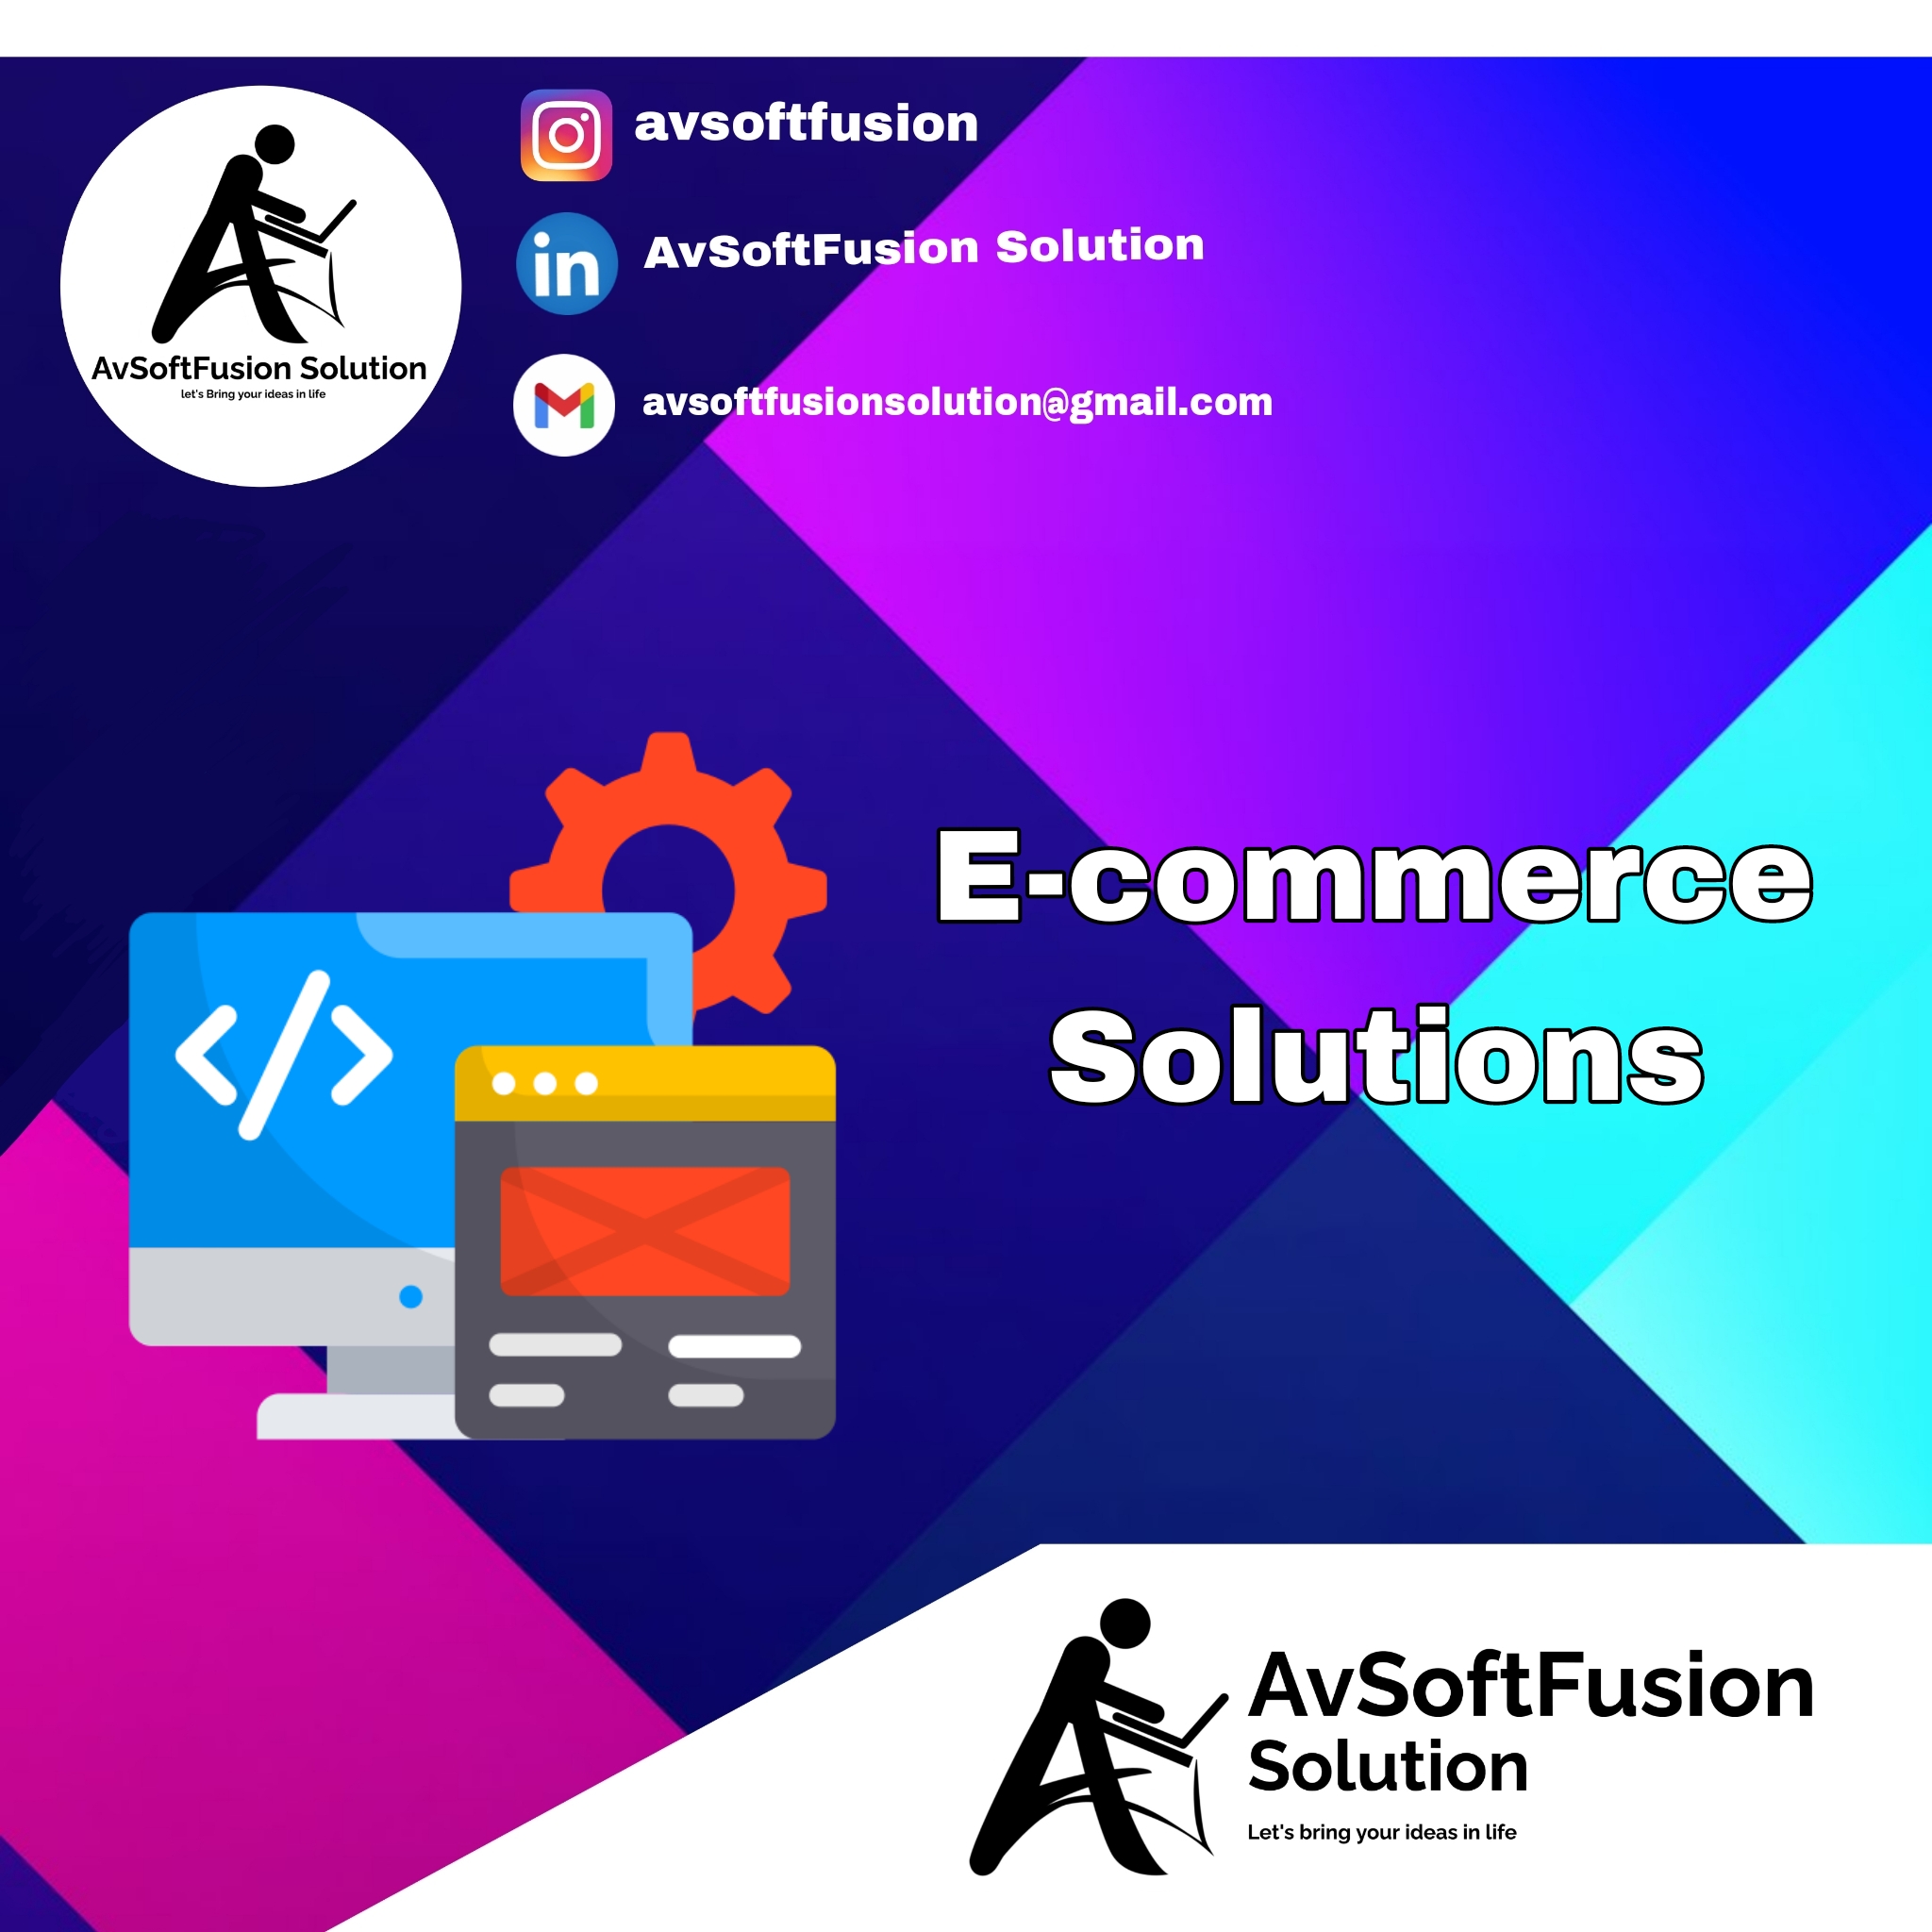 avsoftfusion
AvSoftFusion Solution
avsoftfusionsolution@gmail.com
AvSoftFusion Solution
let's Bring your ideas in life
</>
E-commerce
Solutions
AvSoftFusion
Solution
Let's bring your ideas in life